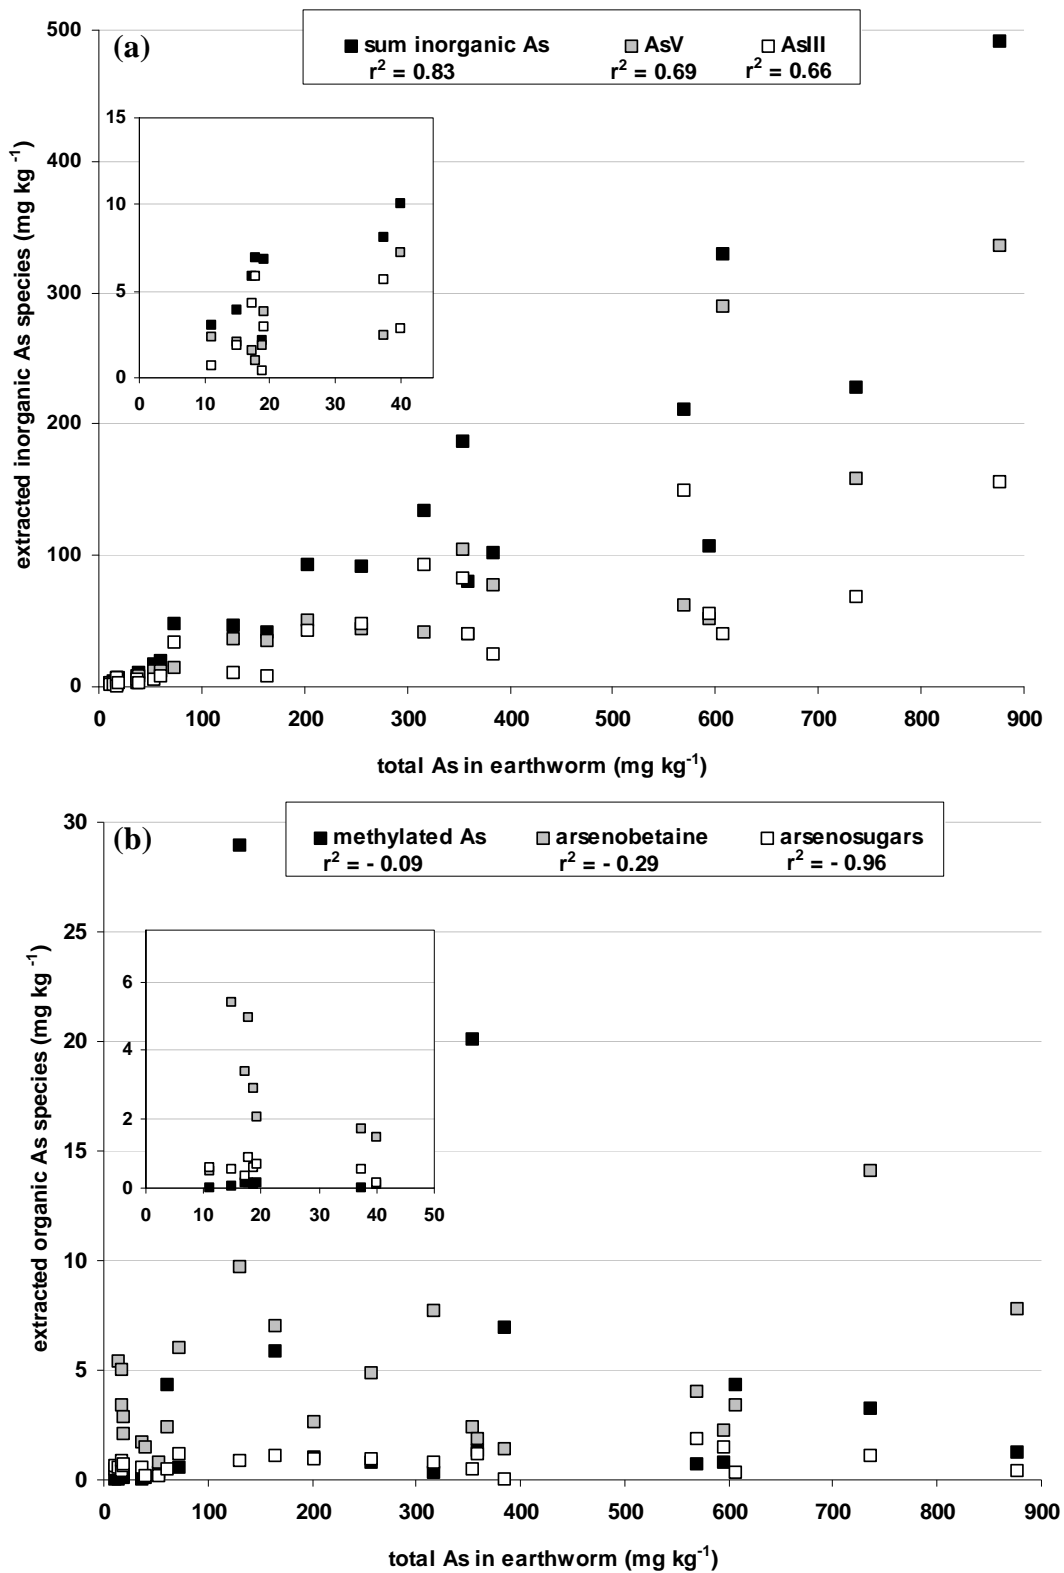 (a)
sum inorganic As AsV AsIII
r² = 0.83 r² = 0.69 r² = 0.66
500
400
300
200
100
0
15
10
5
0
0 10 20 30 40
0 100 200 300 400 500 600 700 800 900
extracted inorganic As species (mg kg ⁻¹)
total As in earthworm (mg kg⁻¹)
(b)
methylated As arsenobetaine arsenosugars
r² = - 0.09 r² = - 0.29 r² = - 0.96
30
25
20
15
10
5
0
6
4
2
0
0 10 20 30 40 50
0 100 200 300 400 500 600 700 800 900
extracted organic As species (mg kg ⁻¹)
total As in earthworm (mg kg⁻¹)